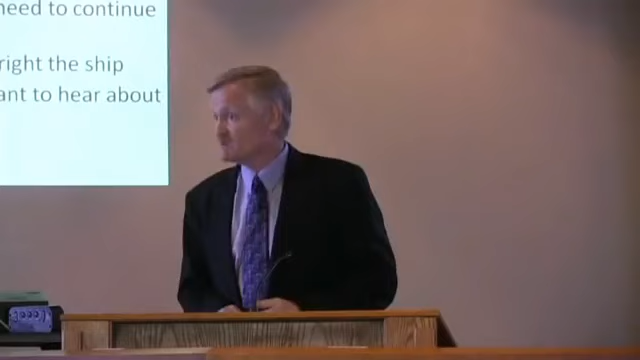 need to continue
right the ship
ant to hear about